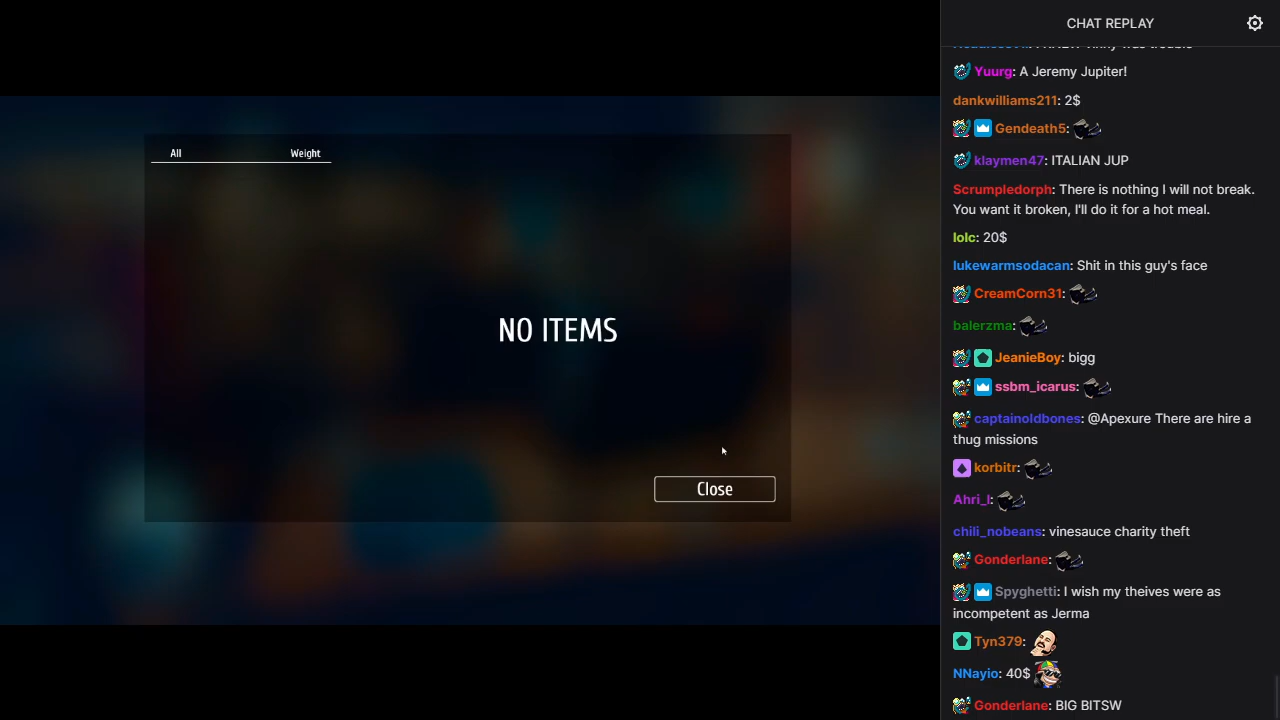 All Weight
NO ITEMS
Close
CHAT REPLAY
Yuurg: A Jeremy Jupiter!
dankwilliams211: 2$
Gendeath5:
klaymen47: ITALIAN JUP
Scrumpledorph: There is nothing I will not break.
You want it broken, I'll do it for a hot meal.
lolc: 20$
lukewarmsodacan: Shit in this guy's face
CreamCorn31:
balerzma:
JeanieBoy: bigg
ssbm_icarus:
captainoldbones: @Apexure There are hire a
thug missions
korbitr:
Ahri_l:
chili_nobeans: vinesauce charity theft
Gonderlane:
Spyghetti: I wish my theives were as
incompetent as Jerma
Tyn379:
NNayio: 40$
Gonderlane: BIG BITSW